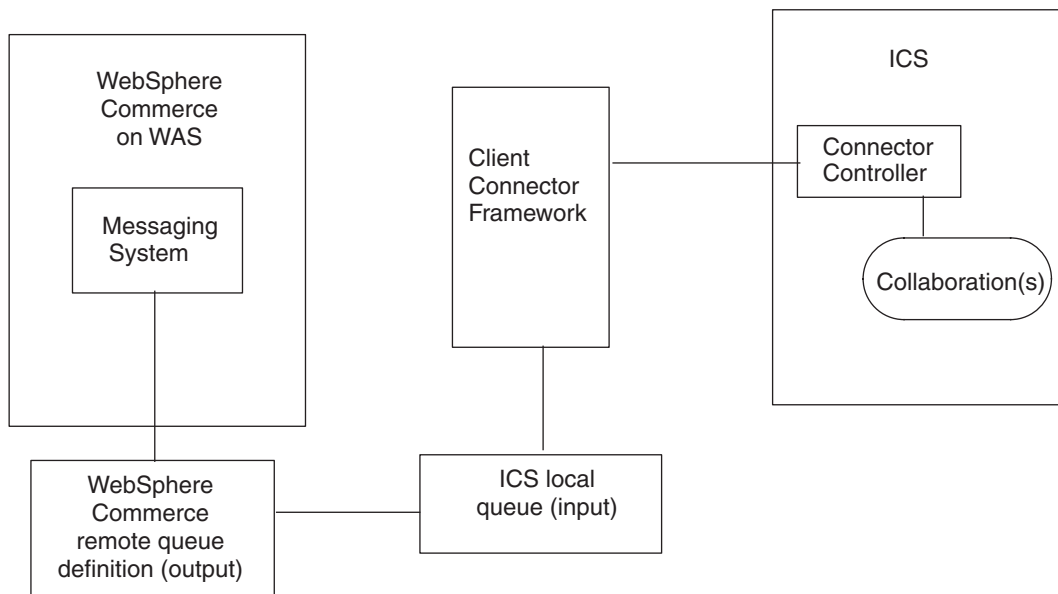 WebSphere
Commerce
on WAS
Messaging
System
WebSphere
Commerce
remote queue
definition (output)
Client
Connector
Framework
ICS local
queue (input)
ICS
Connector
Controller
Collaboration(s)